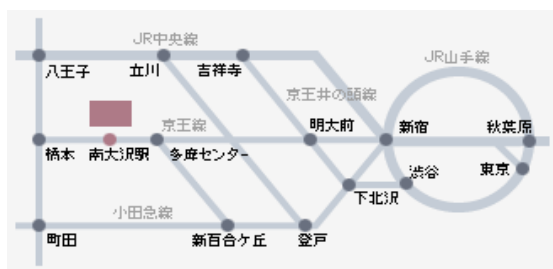 JR中央線
JR山手線
八王子
立川
吉祥寺
京王井の頭線
京王線
明大前
新宿
秋葉原
橋本
南大沢駅
多摩センター
渋谷
東京
下北沢
小田急線
町田
新百合ヶ丘
登戸